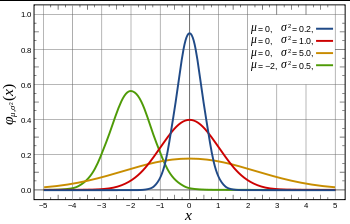 1.0
0.8
0.6
0.4
0.2
0.0
−5 −4 −3 −2 −1 0 1 2 3 4 5
x
φμ,σ²(x)
μ= 0, σ²= 0.2,
μ= 0, σ²= 1.0,
μ= 0, σ²= 5.0,
μ= −2, σ²= 0.5,